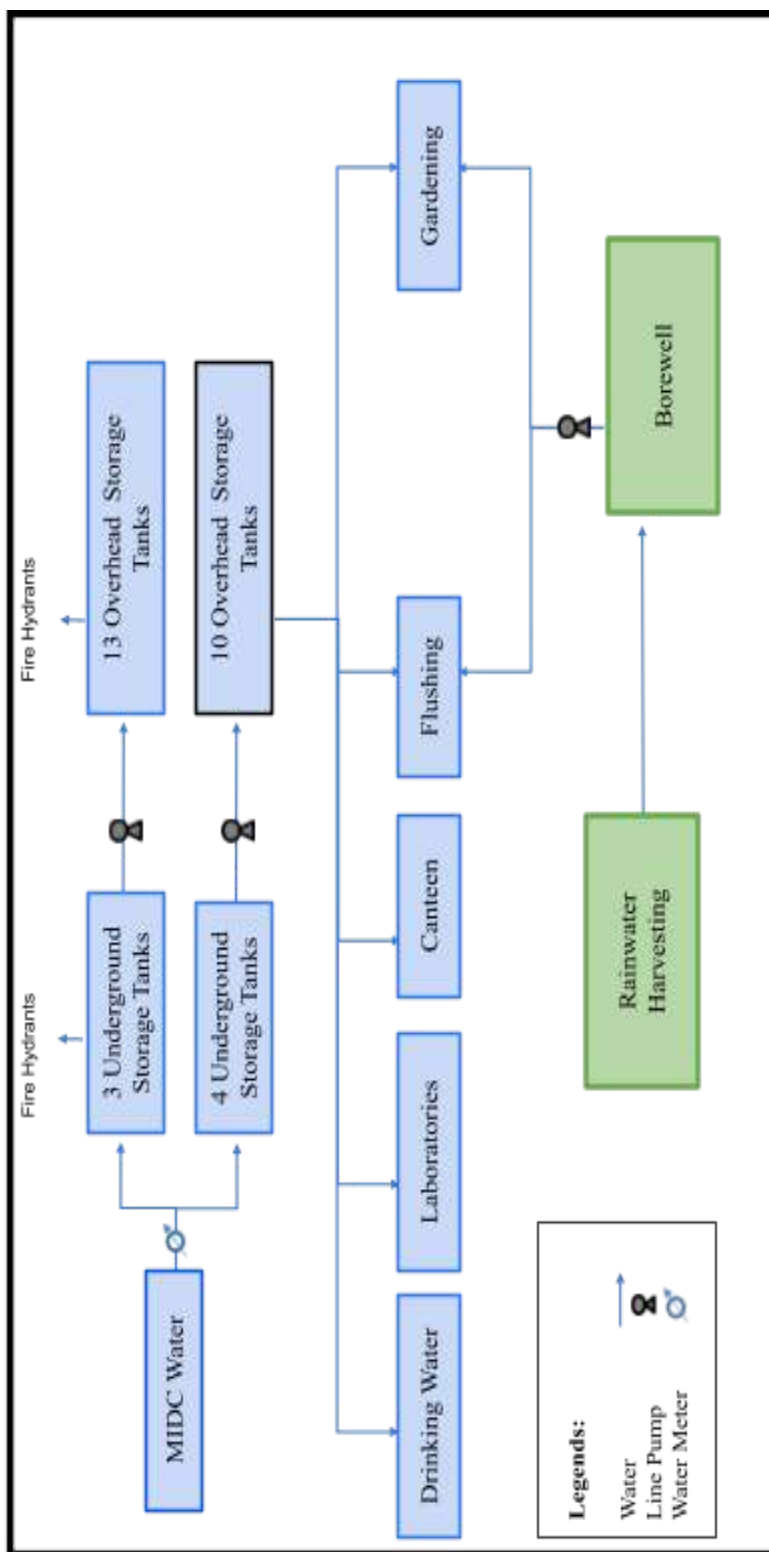 Fire Hydrants
Fire Hydrants
MIDC Water
3 Underground
Storage Tanks
13 Overhead Storage
Tanks
4 Underground
Storage Tanks
10 Overhead Storage
Tanks
Drinking Water
Laboratories
Canteen
Flushing
Gardening
Rainwater
Harvesting
Borewell
Legends:
Water
Line Pump
Water Meter